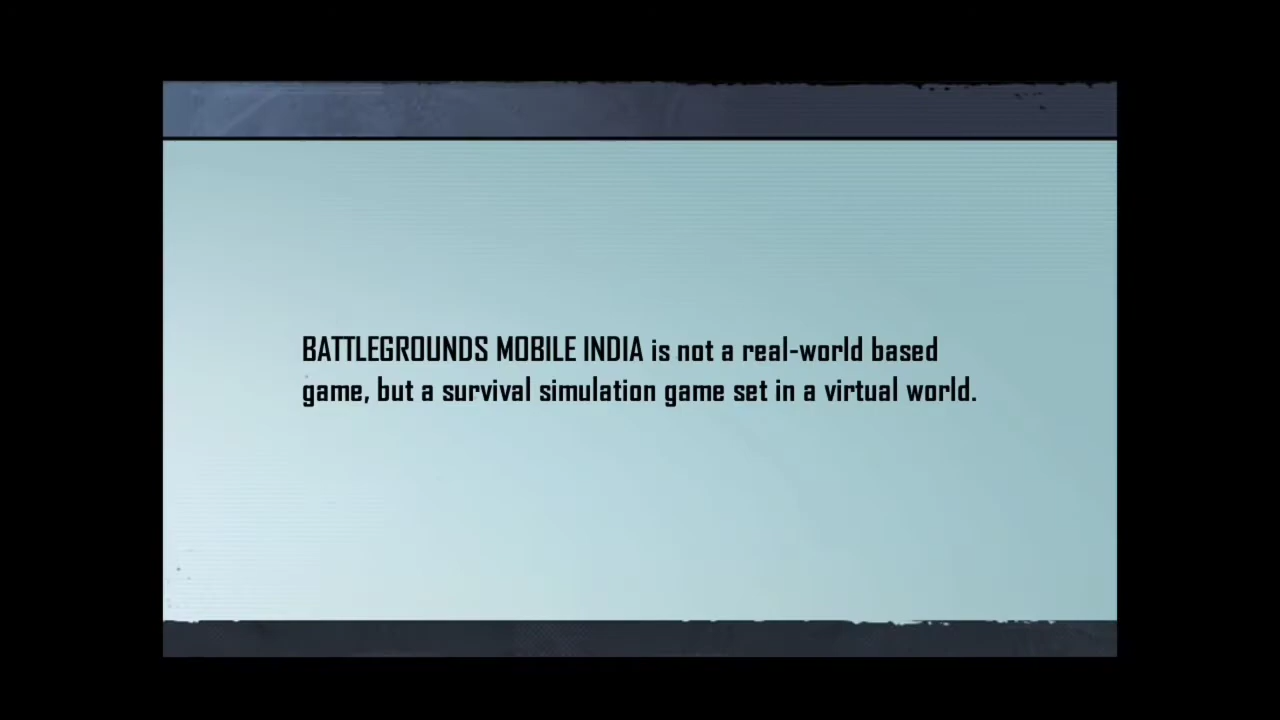 BATTLEGROUNDS MOBILE INDIA is not a real-world based
game, but a survival simulation game set in a virtual world.